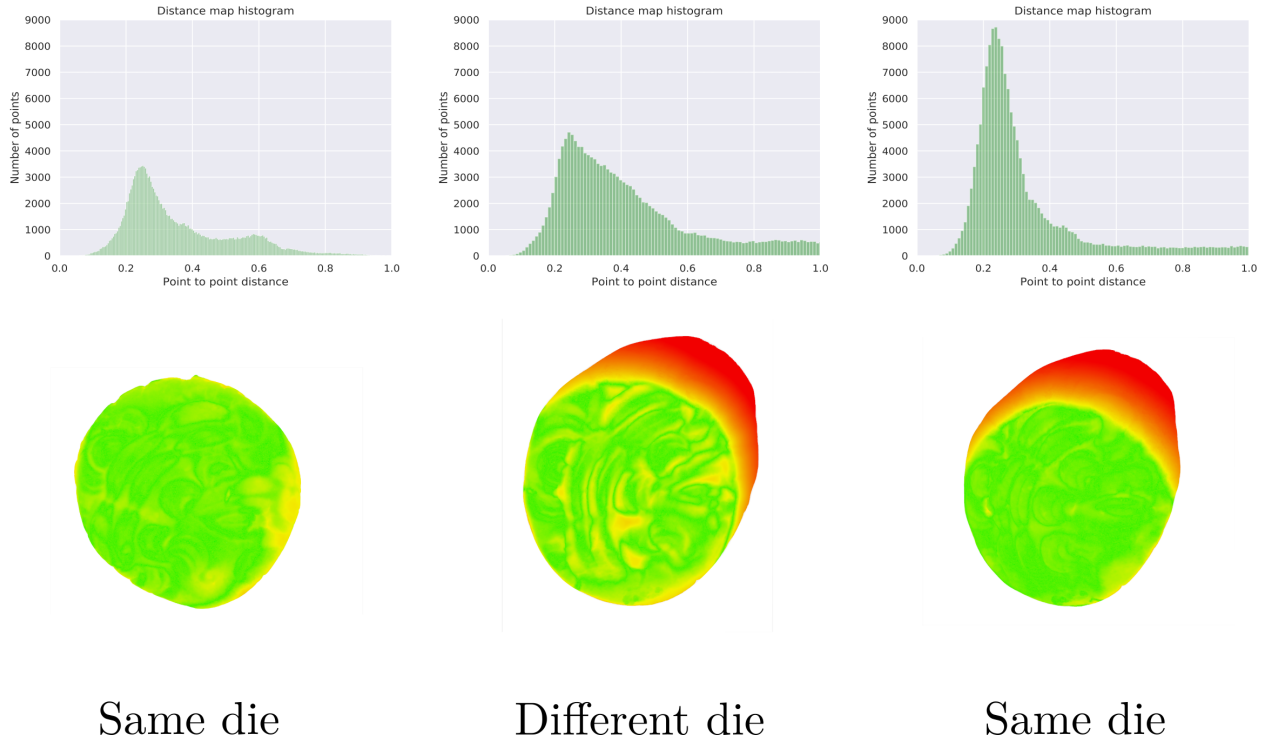 Distance map histogram
9000
8000
7000
6000
5000
4000
3000
2000
1000
0
Number of points
0.0 0.2 0.4 0.6 0.8 1.0
Point to point distance
Distance map histogram
9000
8000
7000
6000
5000
4000
3000
2000
1000
0
Number of points
0.0 0.2 0.4 0.6 0.8 1.0
Point to point distance
Distance map histogram
9000
8000
7000
6000
5000
4000
3000
2000
1000
0
Number of points
0.0 0.2 0.4 0.6 0.8 1.0
Point to point distance
Same die
Different die
Same die